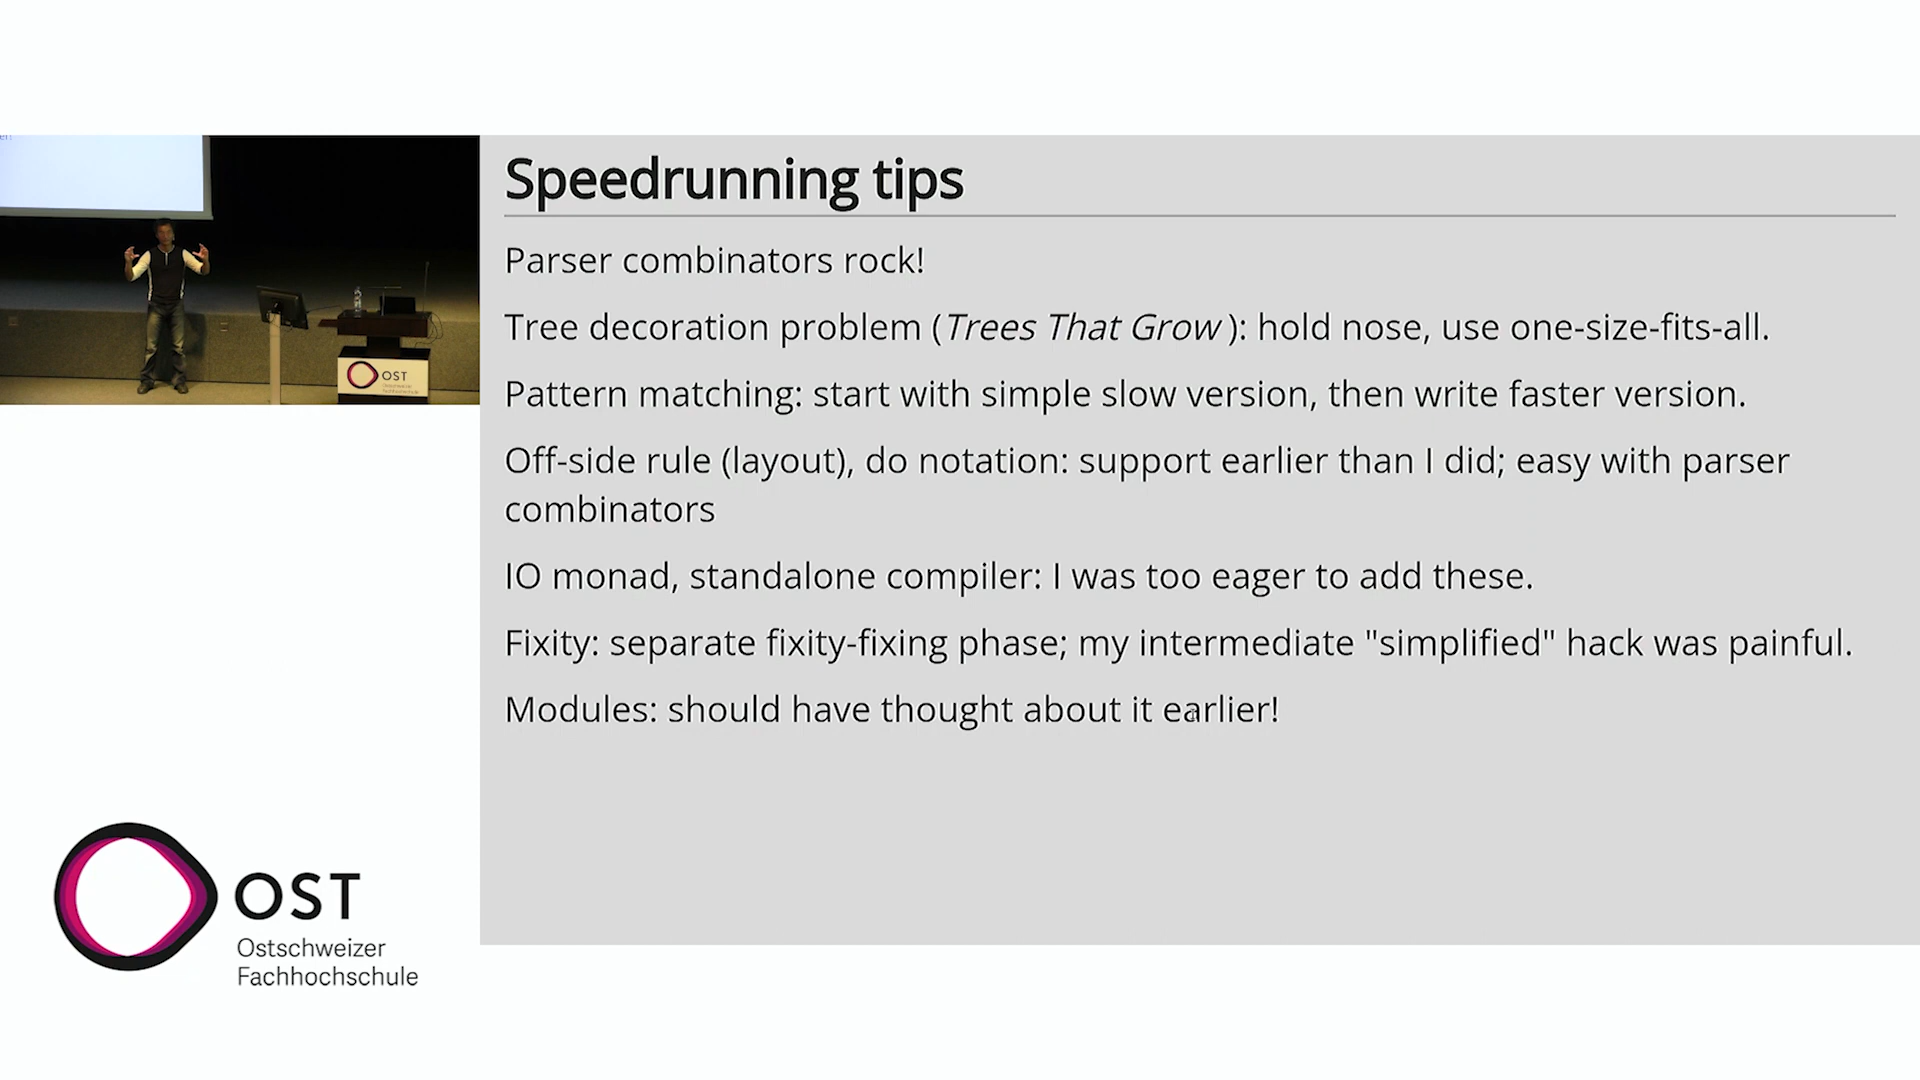 Speedrunning tips
Parser combinators rock!
Tree decoration problem (Trees That Grow): hold nose, use one-size-fits-all.
Pattern matching: start with simple slow version, then write faster version.
Off-side rule (layout), do notation: support earlier than I did; easy with parser
combinators
IO monad, standalone compiler: I was too eager to add these.
Fixity: separate fixity-fixing phase; my intermediate "simplified" hack was painful.
Modules: should have thought about it earlier!
OST
OST
Ostschweizer
Fachhochschule